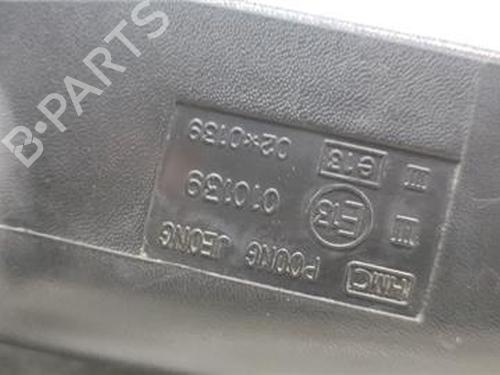 HMC POONG JEONG
III E13 010139
III e13 02*0139
B-PARTS